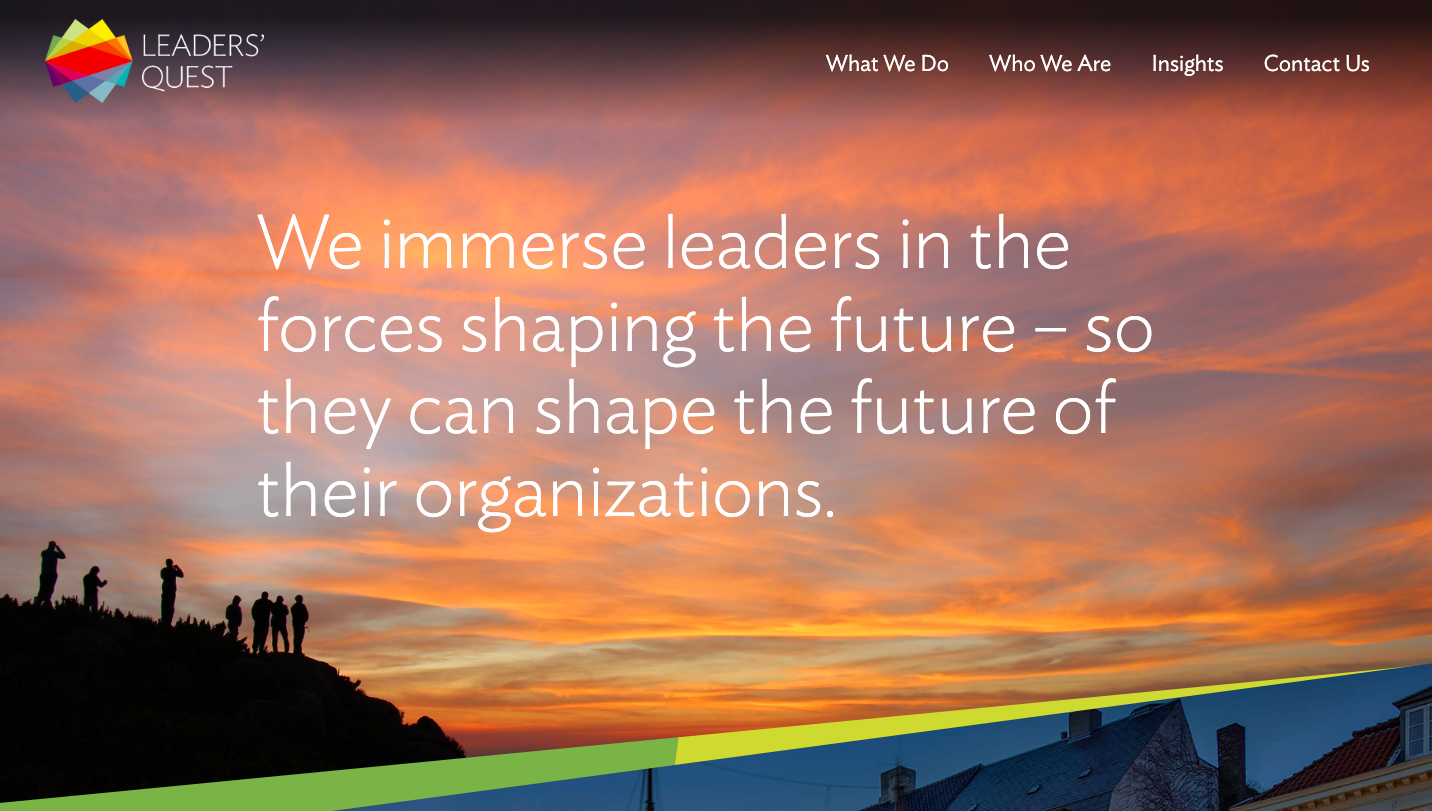 LEADERS’
QUEST
What We Do
Who We Are
Insights
Contact Us
We immerse leaders in the
forces shaping the future – so
they can shape the future of
their organizations.